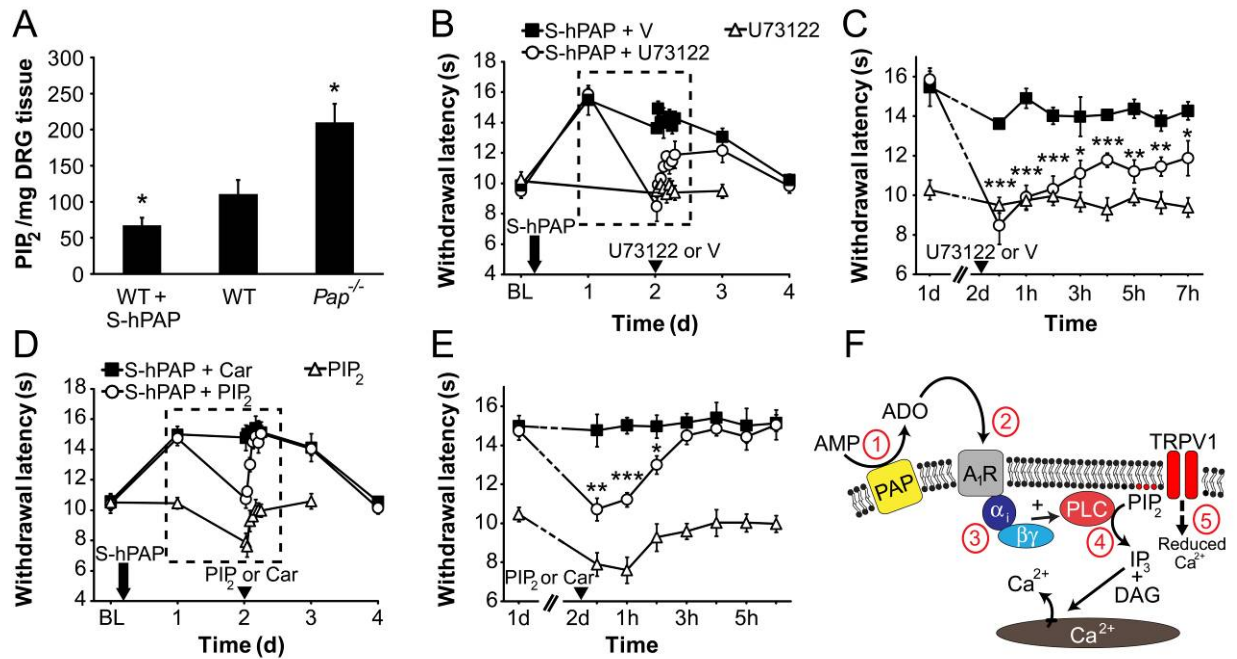 A
PIP2/mg DRG tissue
300
250
200
150
100
50
0
*
*
WT +
S-hPAP
WT
Pap-/-
B
S-hPAP + V
U73122
S-hPAP + U73122
Withdrawal latency (s)
18
16
14
12
10
8
6
4
S-hPAP
U73122 or V
BL 1 2 3 4
Time (d)
C
Withdrawal latency (s)
16
14
12
10
8
6
*** *** *** * *** ** ** *
U73122 or V
1d 2d 1h 3h 5h 7h
Time
D
S-hPAP + Car
PIP2
S-hPAP + PIP2
Withdrawal latency (s)
18
16
14
12
10
8
6
4
S-hPAP
PIP2 or Car
BL 1 2 3 4
Time (d)
E
Withdrawal latency (s)
16
14
12
10
8
6
** *** *
PIP2 or Car
1d 2d 1h 3h 5h
Time
F
ADO
AMP
1
2
TRPV1
PAP
A1R
αi
+
PLC
PIP2
5
3
βγ
4
Reduced
Ca2+
IP3
+
DAG
Ca2+
Ca2+